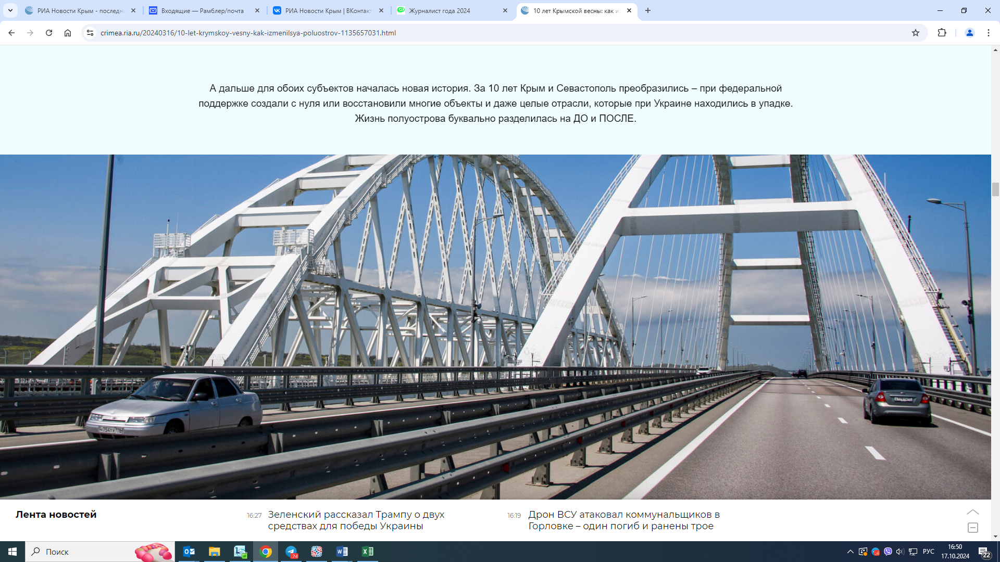 РИА Новости Крым - последн
Входящие — Рамблер/почта
РИА Новости Крым | ВКонтакт
Журналист года 2024
10 лет Крымской весны: как из
crimea.ria.ru/20240316/10-let-krymskoy-vesny-kak-izmenilsya-poluostrov-1135657031.html
А дальше для обоих субъектов началась новая история. За 10 лет Крым и Севастополь преобразились – при федеральной
поддержке создали с нуля или восстановили многие объекты и даже целые отрасли, которые при Украине находились в упадке.
Жизнь полуострова буквально разделилась на ДО и ПОСЛЕ.
Лента новостей
16:27 Зеленский рассказал Трампу о двух
средствах для победы Украины
16:19 Дрон ВСУ атаковал коммунальщиков в
Горловке – один погиб и ранены трое
Поиск
74
РУС
16:50
17.10.2024
22